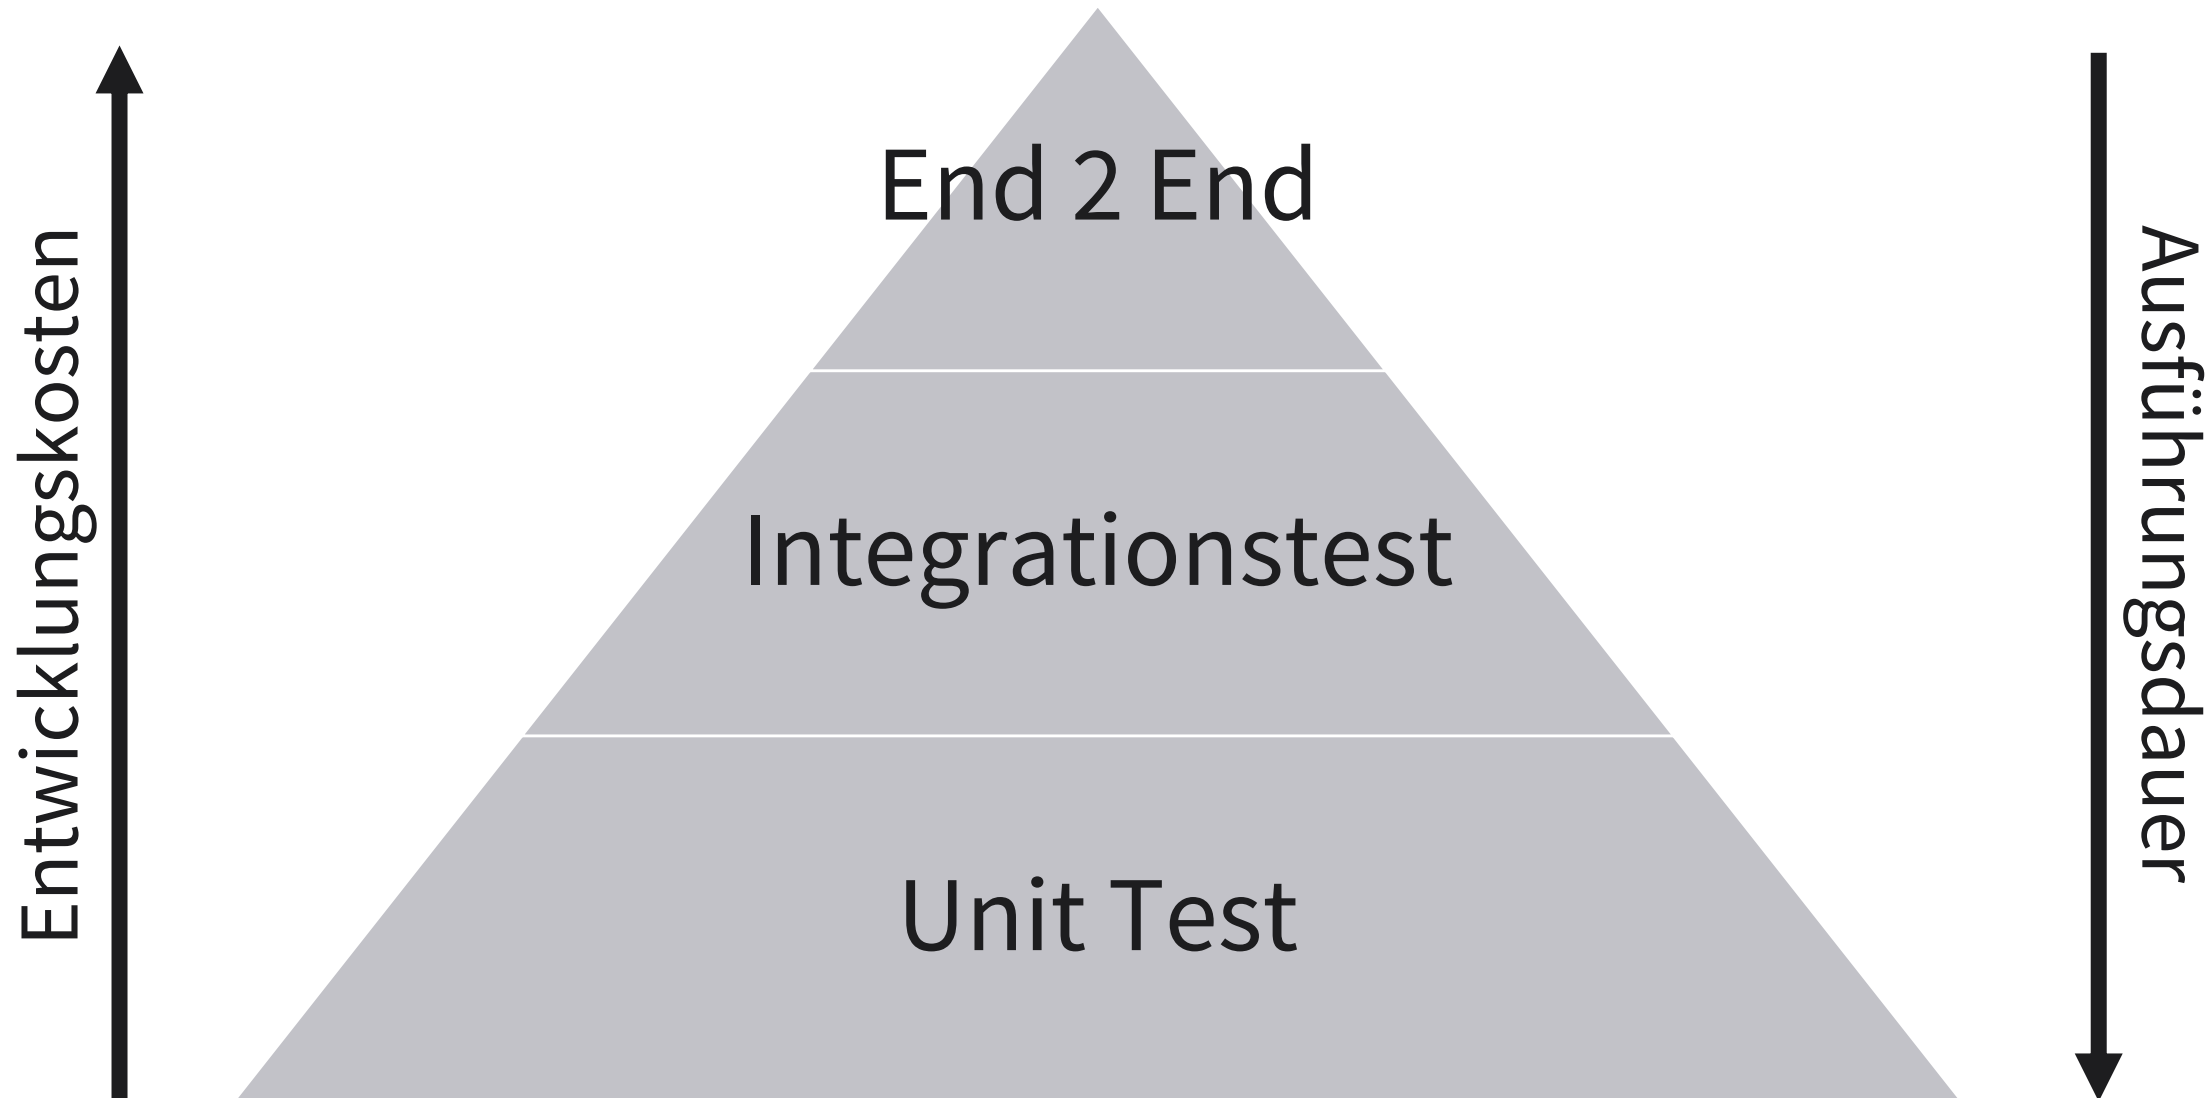 Entwicklungskosten
End 2 End
Integrationstest
Unit Test
Ausführungsdauer